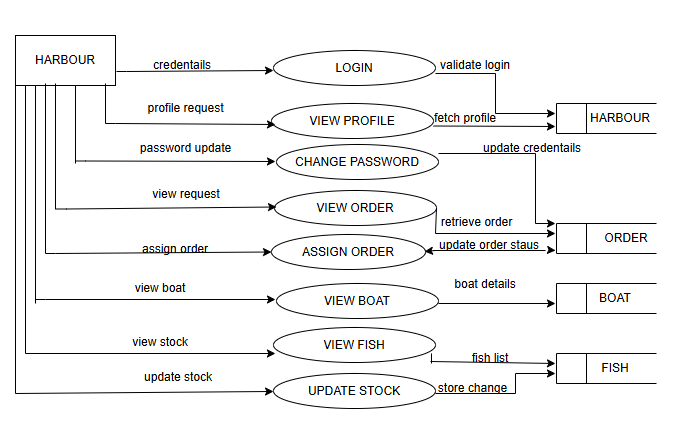 HARBOUR
credentails
LOGIN
validate login
profile request
VIEW PROFILE
fetch profile
HARBOUR
password update
CHANGE PASSWORD
update credentails
view request
VIEW ORDER
retrieve order
ORDER
assign order
ASSIGN ORDER
update order staus
view boat
VIEW BOAT
boat details
BOAT
view stock
VIEW FISH
fish list
FISH
update stock
UPDATE STOCK
store change